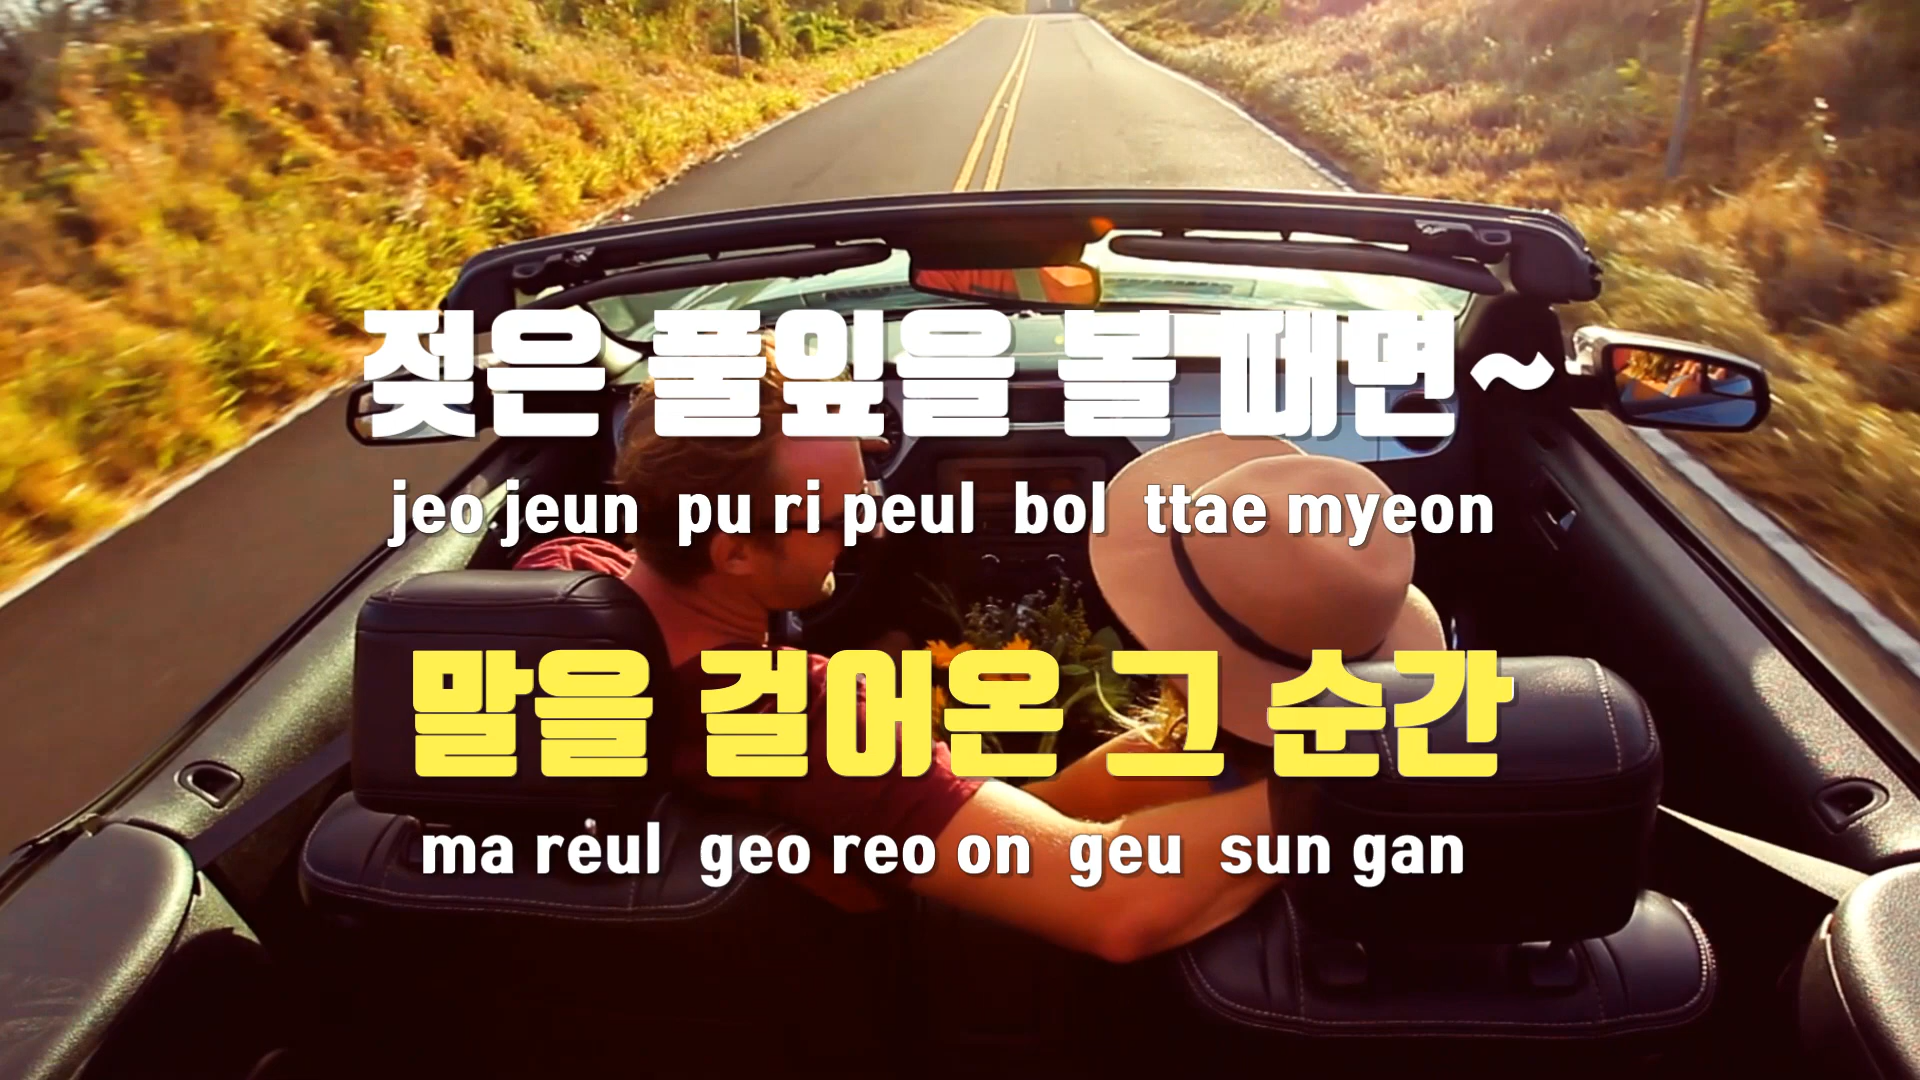 젖은 풀잎을 볼 때면~
jeo jeun pu ri peul bol ttae myeon
말을 걸어온 그 순간
ma reul geo reo on geu sun gan